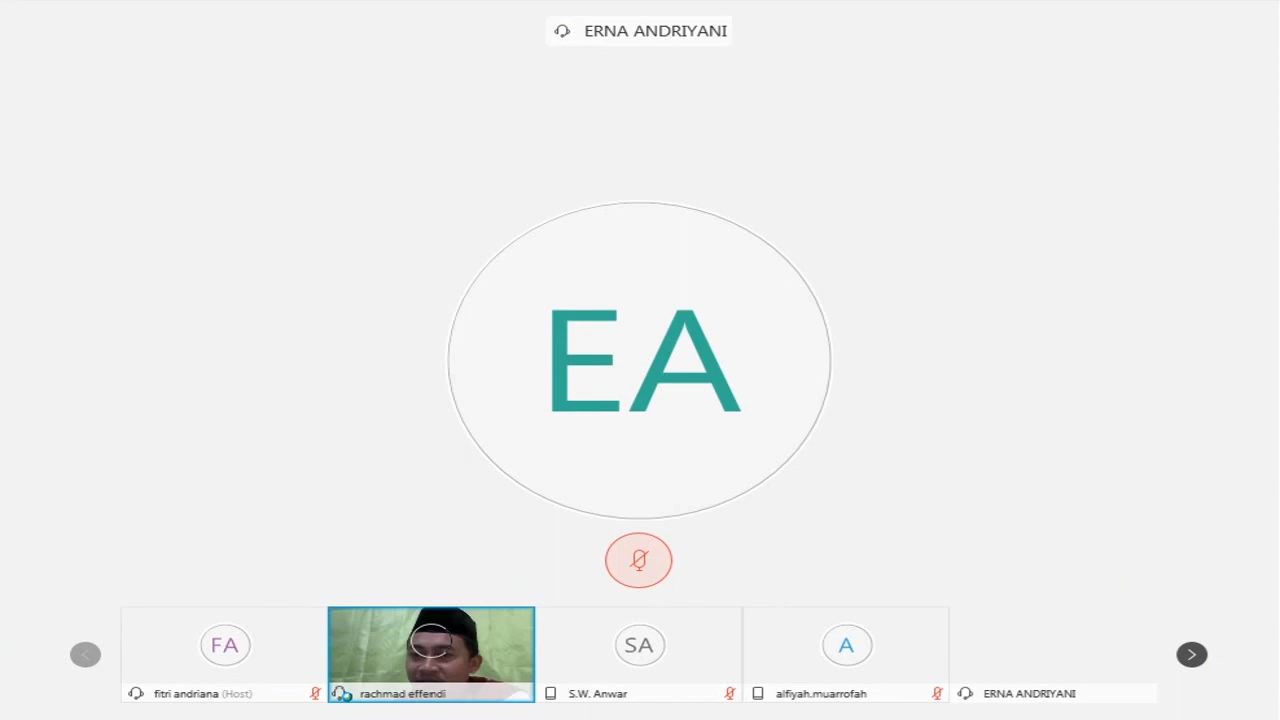 ERNA ANDRIYANI
EA
FA
SA
A
fitri andriana (Host)
rachmad effendi
S.W. Anwar
alfiyah.muarrofah
ERNA ANDRIYANI